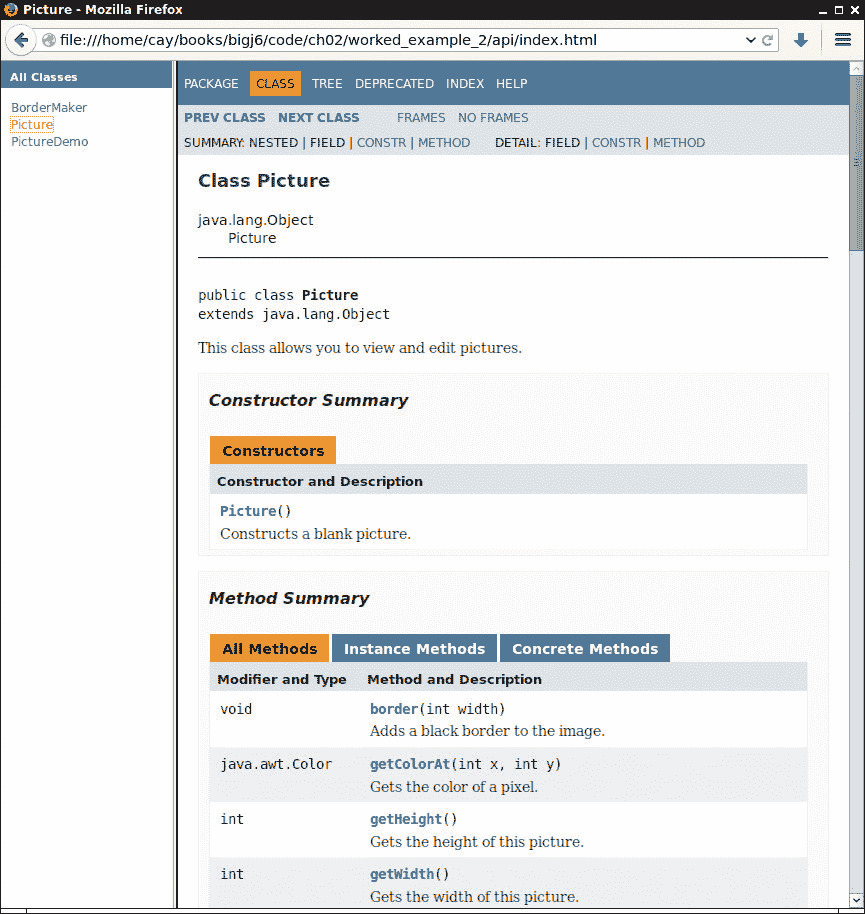 Picture - Mozilla Firefox
file:///home/cay/books/bigj6/code/ch02/worked_example_2/api/index.html
All Classes
BorderMaker
Picture
PictureDemo
PACKAGE CLASS TREE DEPRECATED INDEX HELP
PREV CLASS NEXT CLASS FRAMES NO FRAMES
SUMMARY: NESTED | FIELD | CONSTR | METHOD DETAIL: FIELD | CONSTR | METHOD
Class Picture
java.lang.Object
Picture
public class Picture
extends java.lang.Object
This class allows you to view and edit pictures.
Constructor Summary
Constructors
Constructor and Description
Picture()
Constructs a blank picture.
Method Summary
All Methods Instance Methods Concrete Methods
Modifier and Type Method and Description
void border(int width)
Adds a black border to the image.
java.awt.Color getColorAt(int x, int y)
Gets the color of a pixel.
int getHeight()
Gets the height of this picture.
int getWidth()
Gets the width of this picture.